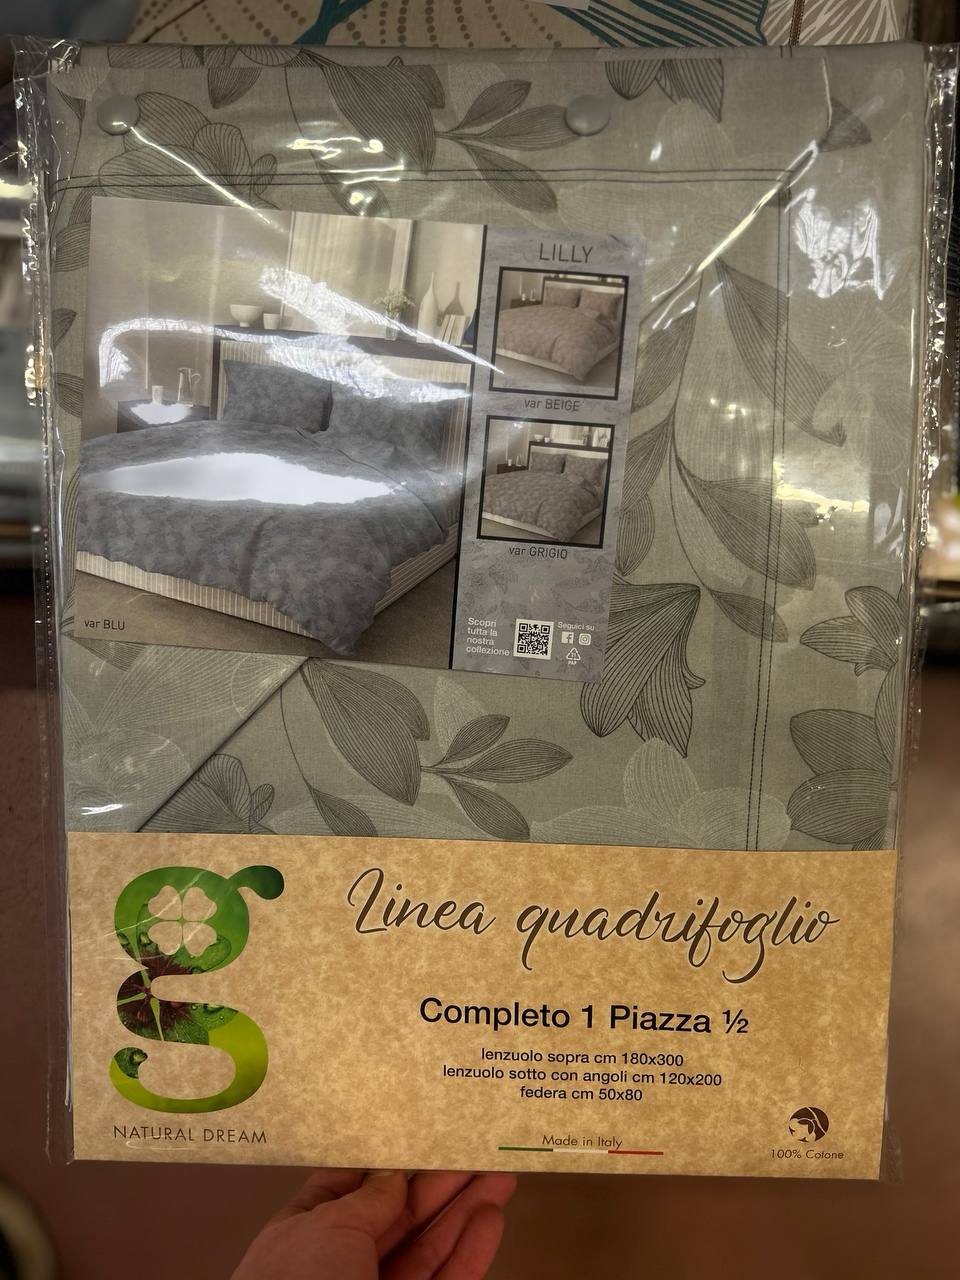 LILLY
var BEIGE
var GRIGIO
var BLU
Scopri
tutta la
nostra
collezione
Seguici su
PAP
Linea quadrifoglio
Completo 1 Piazza ½
lenzuolo sopra cm 180x300
lenzuolo sotto con angoli cm 120x200
federa cm 50x80
g
NATURAL DREAM
Made in Italy
100% Cotone